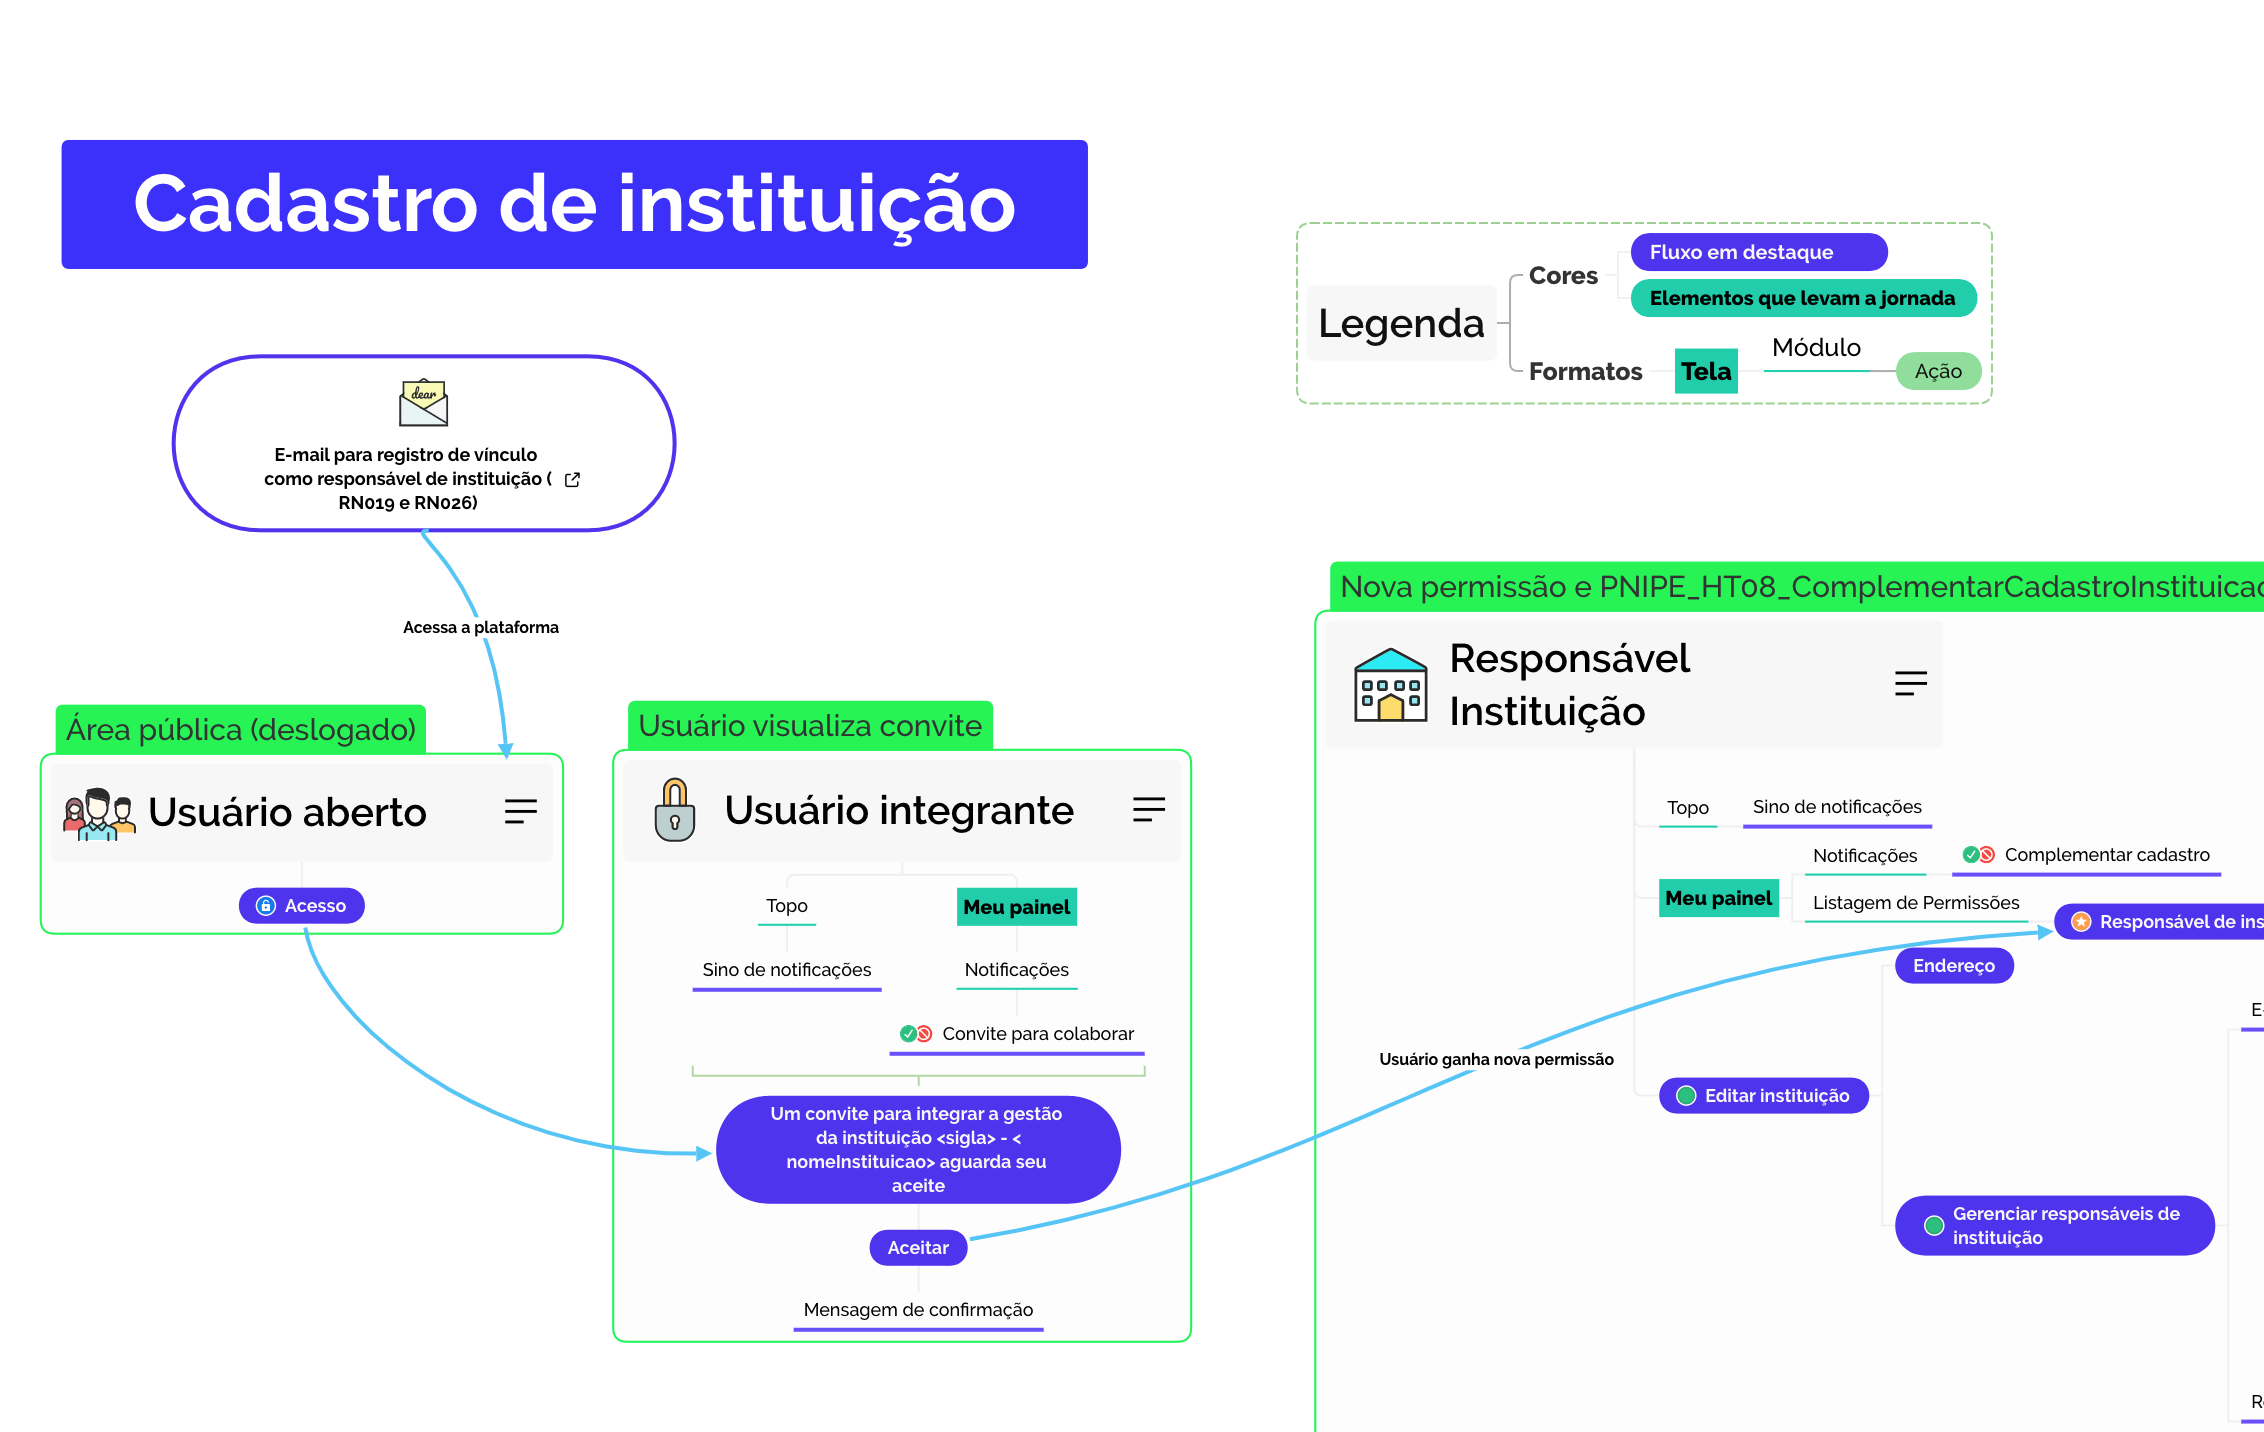 Cadastro de instituição
Legenda
Cores
Fluxo em destaque
Elementos que levam a jornada
Formatos
Tela
Módulo
Ação
dear
E-mail para registro de vínculo
como responsável de instituição (
RN019 e RN026)
Acessa a plataforma
Área pública (deslogado)
Usuário aberto
Acesso
Usuário visualiza convite
Usuário integrante
Topo
Meu painel
Sino de notificações
Notificações
Convite para colaborar
Um convite para integrar a gestão
da instituição <sigla> - <
nomeInstituicao> aguarda seu
aceite
Aceitar
Mensagem de confirmação
Usuário ganha nova permissão
Nova permissão e PNIPE_HT08_ComplementarCadastroInstituicao
Responsável
Instituição
Topo
Sino de notificações
Meu painel
Notificações
Complementar cadastro
Listagem de Permissões
Responsável de ins
Endereço
Editar instituição
Gerenciar responsáveis de
instituição
E-